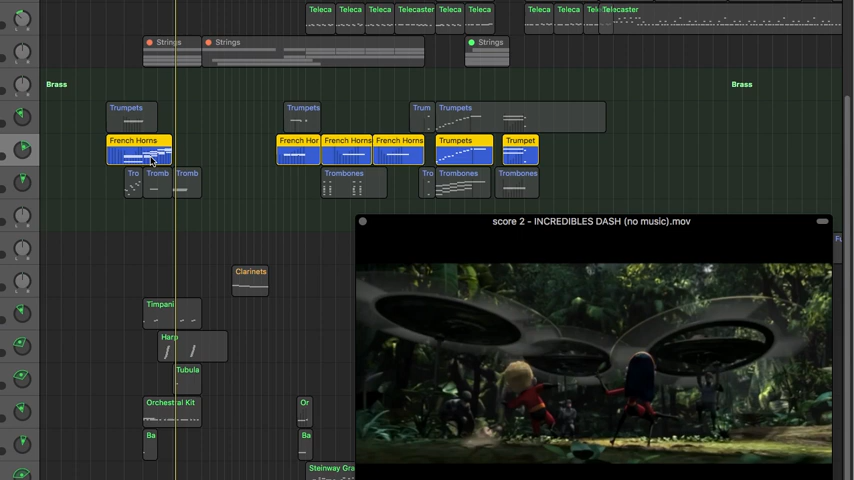 Teleca Teleca Teleca Telecaster Teleca Teleca Teleca Teleca Tele Telecaster
Strings Strings Strings
Brass Brass
Trumpets Trumpets Trum Trumpets
French Horns French Hor French Horns French Horns Trumpets Trumpet
Tro Tromb Tromb Trombones Tro Trombones Trombones
score 2 - INCREDIBLES DASH (no music).mov
Fu
Clarinets
Timpani
Harp
Tubula
Orchestral Kit Or
Ba Ba
Steinway Gra